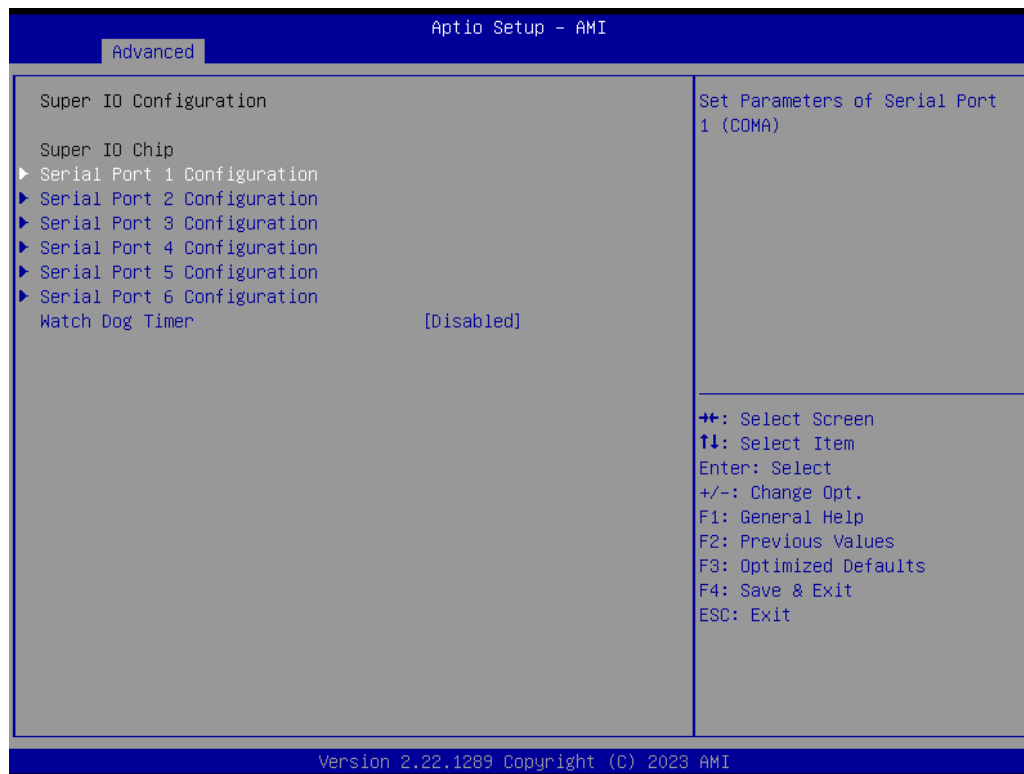 Aptio Setup – AMI
Advanced
Super IO Configuration
Super IO Chip
Serial Port 1 Configuration
Serial Port 2 Configuration
Serial Port 3 Configuration
Serial Port 4 Configuration
Serial Port 5 Configuration
Serial Port 6 Configuration
Watch Dog Timer [Disabled]
Set Parameters of Serial Port
1 (COMA)
→←: Select Screen
↑↓: Select Item
Enter: Select
+/-: Change Opt.
F1: General Help
F2: Previous Values
F3: Optimized Defaults
F4: Save & Exit
ESC: Exit
Version 2.22.1289 Copyright (C) 2023 AMI